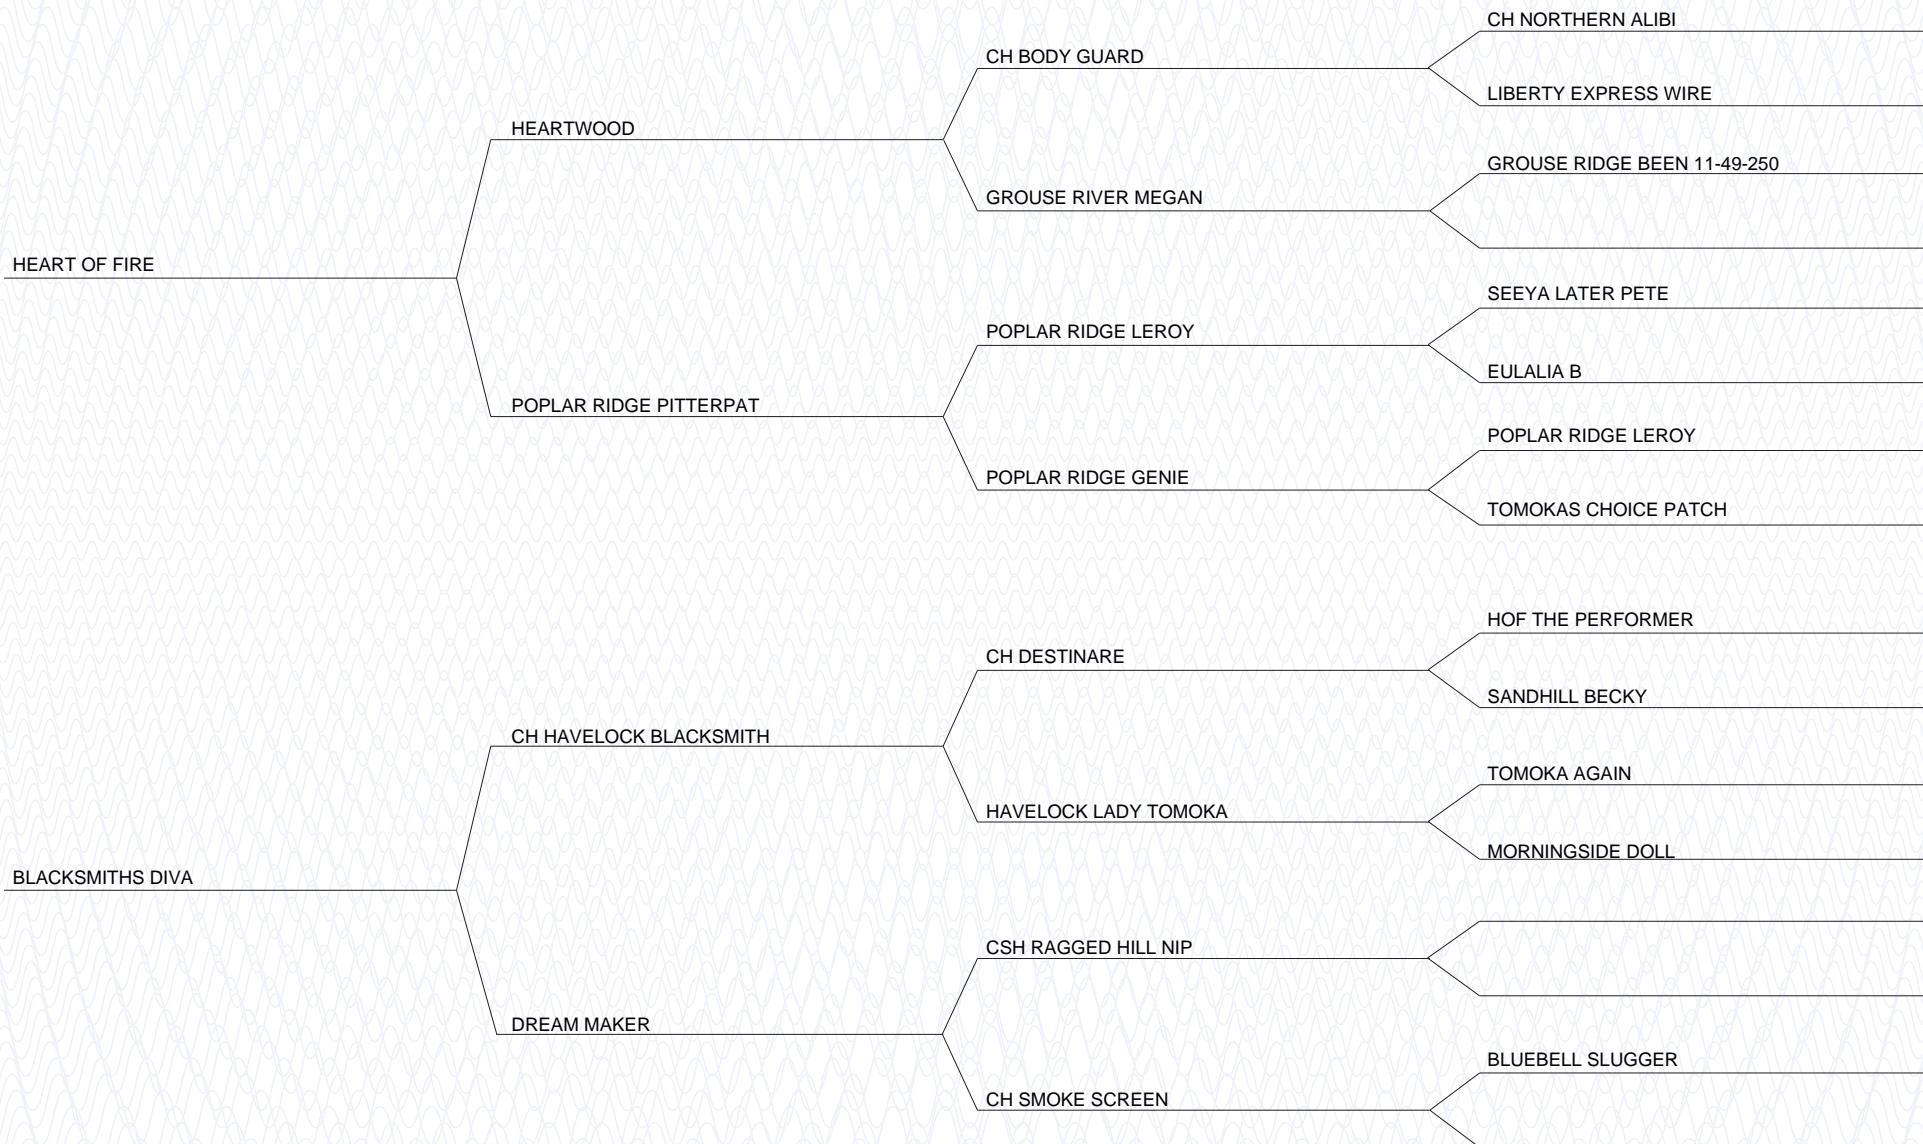 CH NORTHERN ALIBI
CH BODY GUARD
LIBERTY EXPRESS WIRE
HEARTWOOD
GROUSE RIDGE BEEN 11-49-250
GROUSE RIVER MEGAN
HEART OF FIRE
SEEYA LATER PETE
POPLAR RIDGE LEROY
EULALIA B
POPLAR RIDGE PITTERPAT
POPLAR RIDGE LEROY
POPLAR RIDGE GENIE
TOMOKAS CHOICE PATCH
HOF THE PERFORMER
CH DESTINARE
SANDHILL BECKY
CH HAVELOCK BLACKSMITH
TOMOKA AGAIN
HAVELOCK LADY TOMOKA
MORNINGSIDE DOLL
BLACKSMITHS DIVA
CSH RAGGED HILL NIP
DREAM MAKER
BLUEBELL SLUGGER
CH SMOKE SCREEN